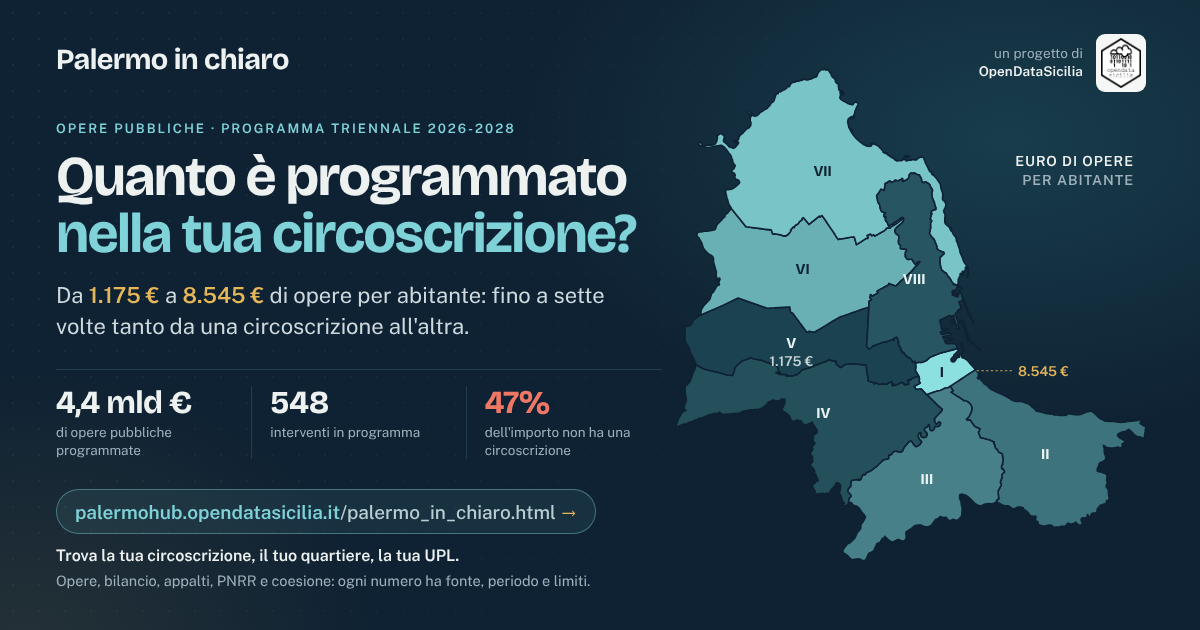 Palermo in chiaro
un progetto di
OpenDataSicilia
opendata
sicilia
OPERE PUBBLICHE · PROGRAMMA TRIENNALE 2026-2028
Quanto è programmato
nella tua circoscrizione?
Da 1.175 € a 8.545 € di opere per abitante: fino a sette
volte tanto da una circoscrizione all'altra.
4,4 mld €
di opere pubbliche
programmate
548
interventi in programma
47%
dell'importo non ha una
circoscrizione
palermohub.opendatasicilia.it/palermo_in_chiaro.html →
Trova la tua circoscrizione, il tuo quartiere, la tua UPL.
Opere, bilancio, appalti, PNRR e coesione: ogni numero ha fonte, periodo e limiti.
EURO DI OPERE
PER ABITANTE
VII
VI
VIII
V
1.175 €
I
8.545 €
IV
II
III